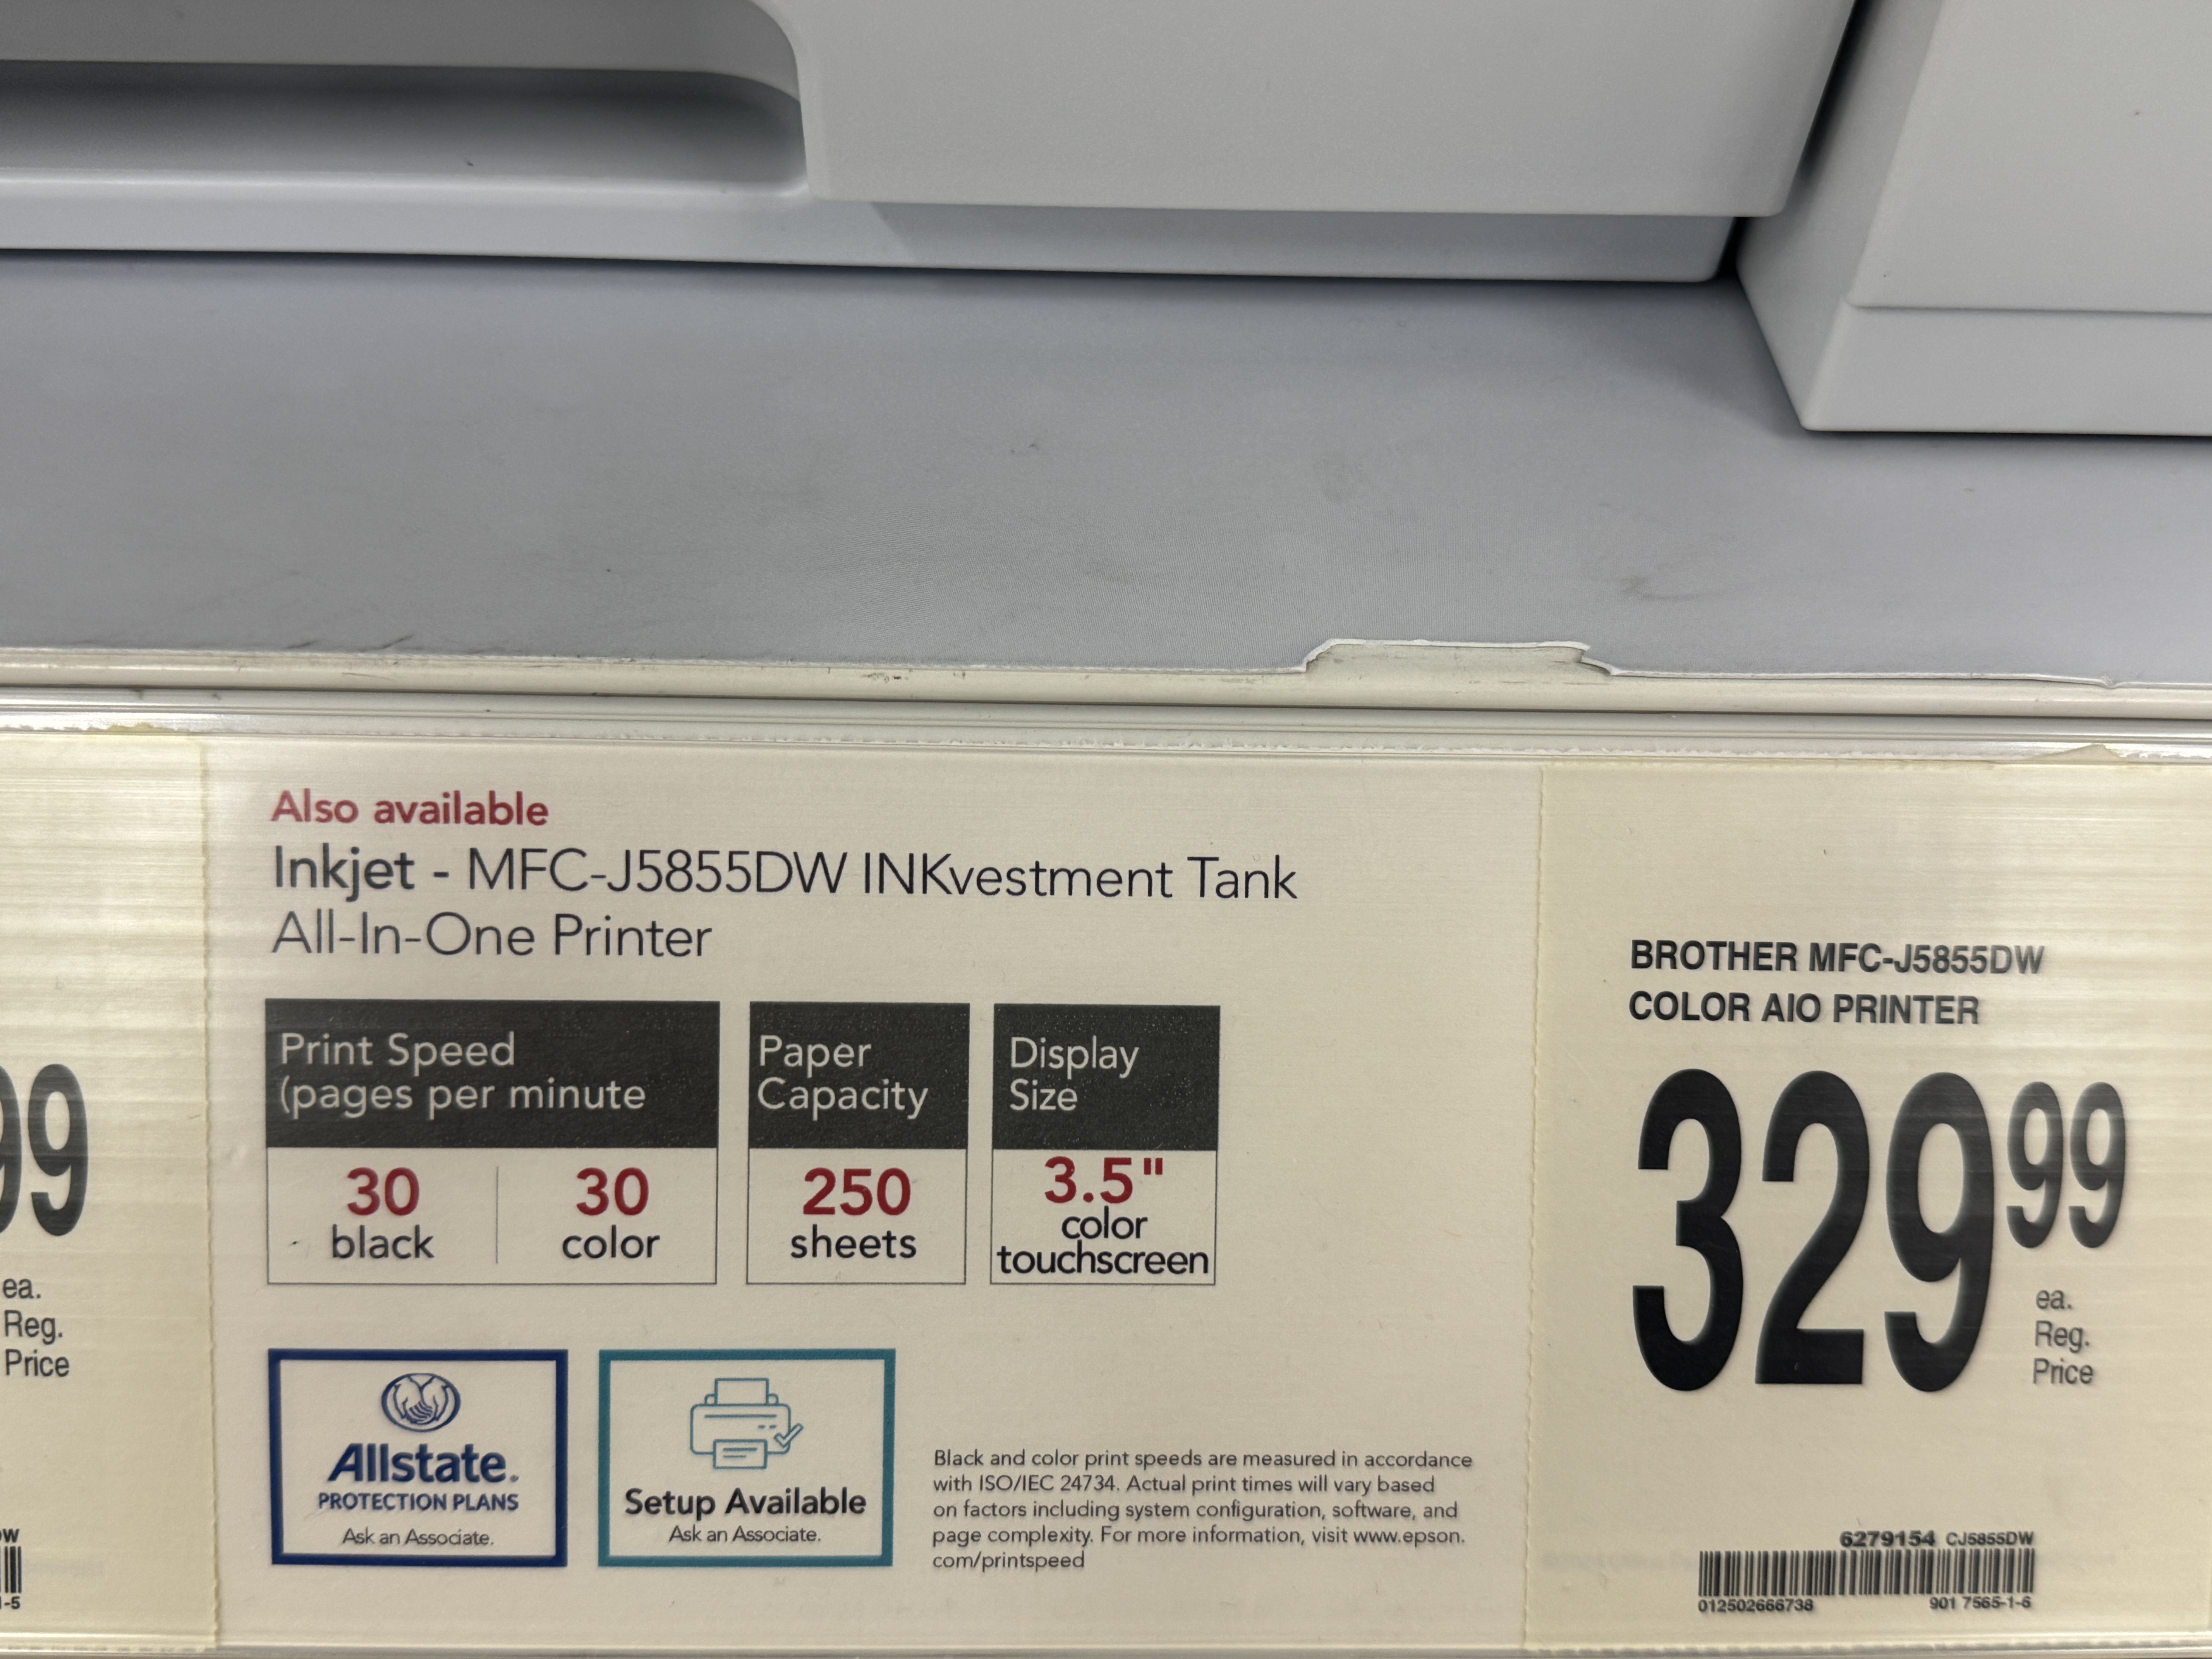 Also available
Inkjet - MFC-J5855DW INKvestment Tank
All-In-One Printer
Print Speed
(pages per minute
30
black
30
color
Paper
Capacity
250
sheets
Display
Size
3.5"
color
touchscreen
Allstate.
PROTECTION PLANS
Ask an Associate.
Setup Available
Ask an Associate.
Black and color print speeds are measured in accordance
with ISO/IEC 24734. Actual print times will vary based
on factors including system configuration, software, and
page complexity. For more information, visit www.epson.
com/printspeed
BROTHER MFC-J5855DW
COLOR AIO PRINTER
329 99
ea.
Reg.
Price
6279154 CJ5855DW
012502666738 901 7565-1-6
99
ea.
Reg.
Price
-5